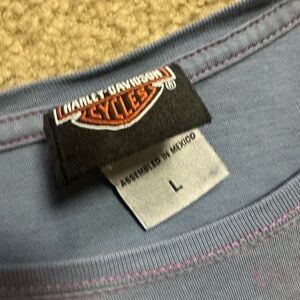 HARLEY-DAVIDSON
CYCLES
®
ASSEMBLED IN MEXICO
L